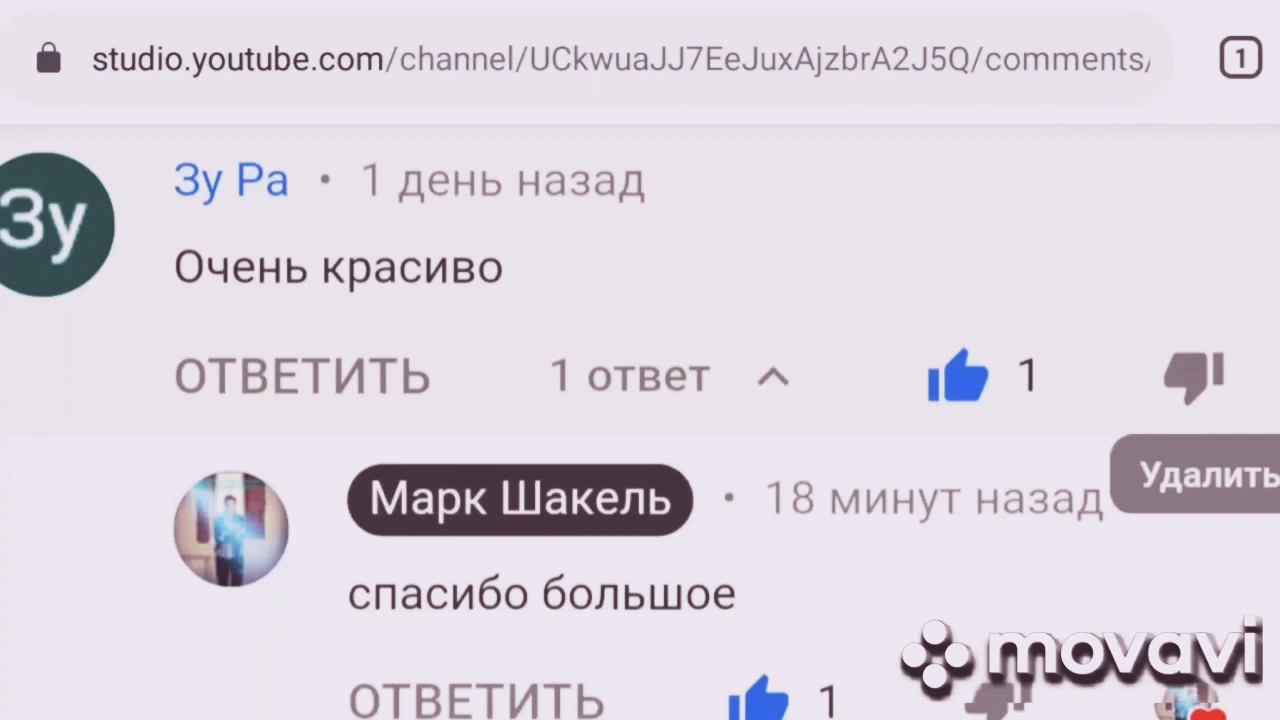 studio.youtube.com/channel/UCkwuaJJ7EeJuxAjzbrA2J5Q/comments/
1
Зу
Зу Ра • 1 день назад
Очень красиво
ОТВЕТИТЬ 1 ответ 1
Удалить
Марк Шакель • 18 минут назад
спасибо большое
movavi
ОТВЕТИТЬ 1